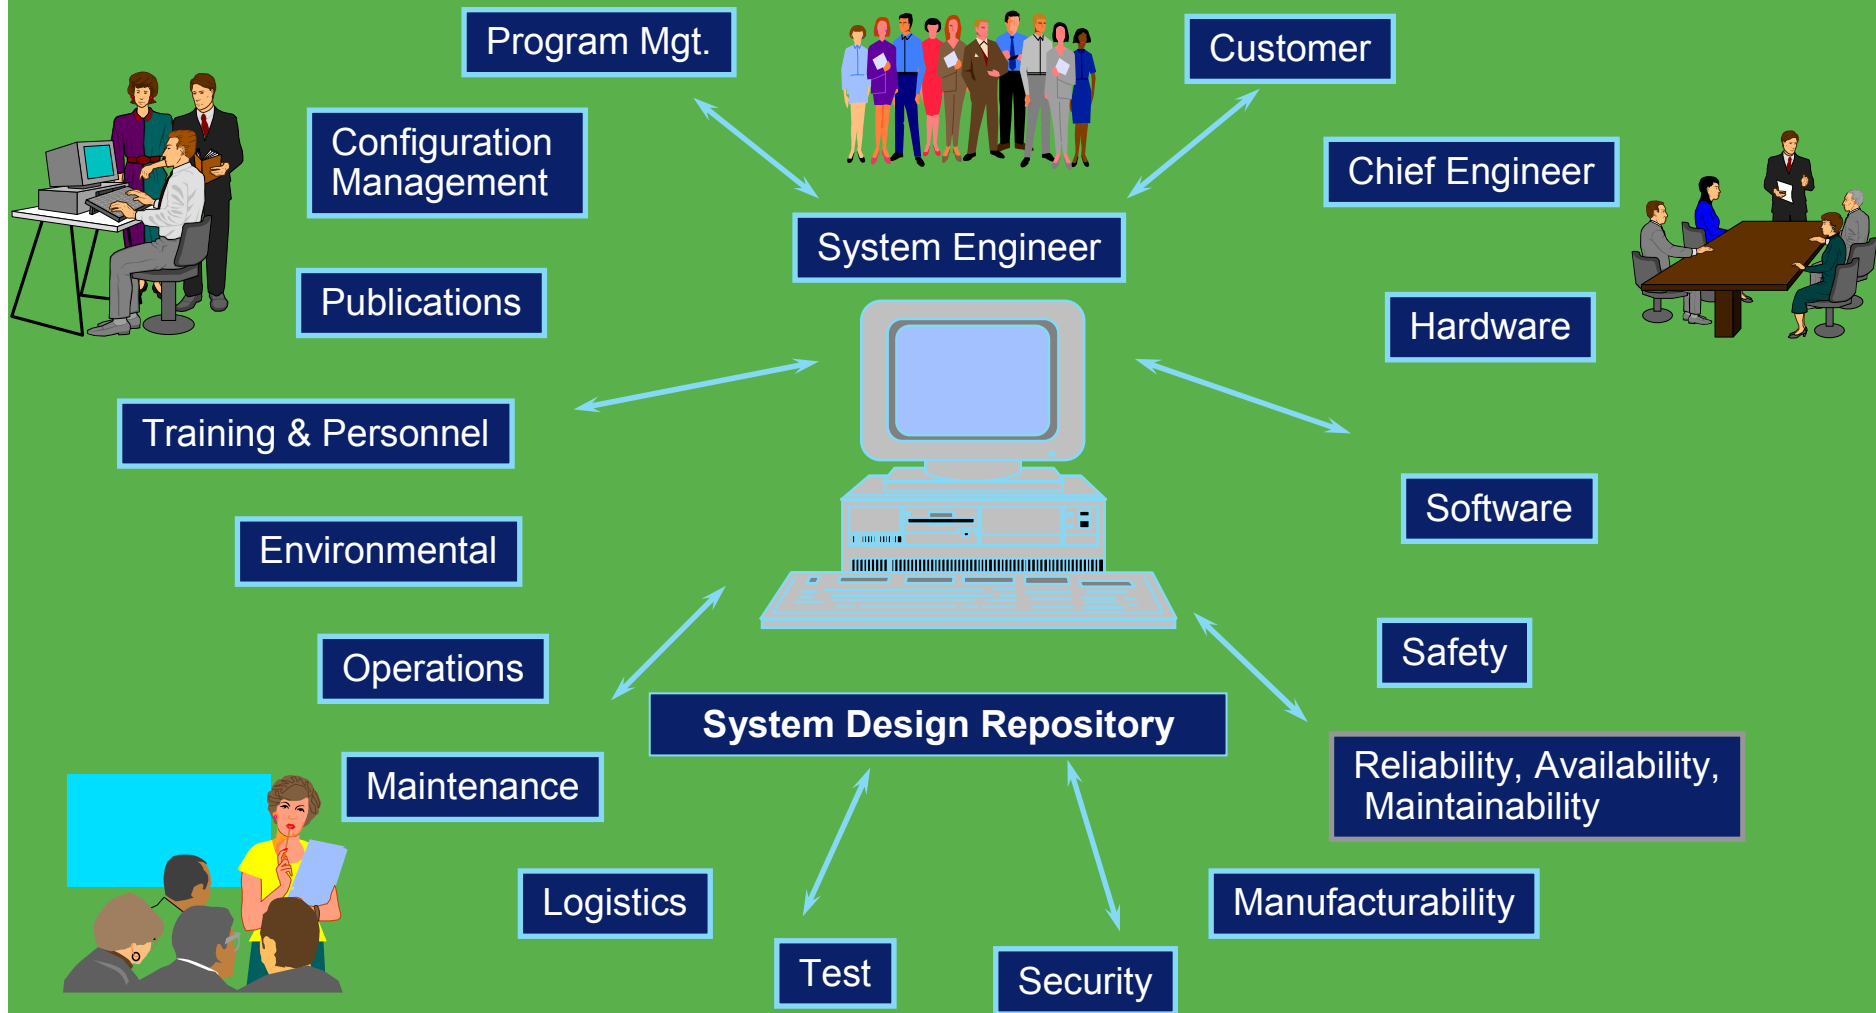 Program Mgt.
Customer
Configuration
Management
Chief Engineer
System Engineer
Publications
Hardware
Training & Personnel
Software
Environmental
Safety
Operations
System Design Repository
Reliability, Availability,
Maintainability
Maintenance
Logistics
Manufacturability
Test
Security